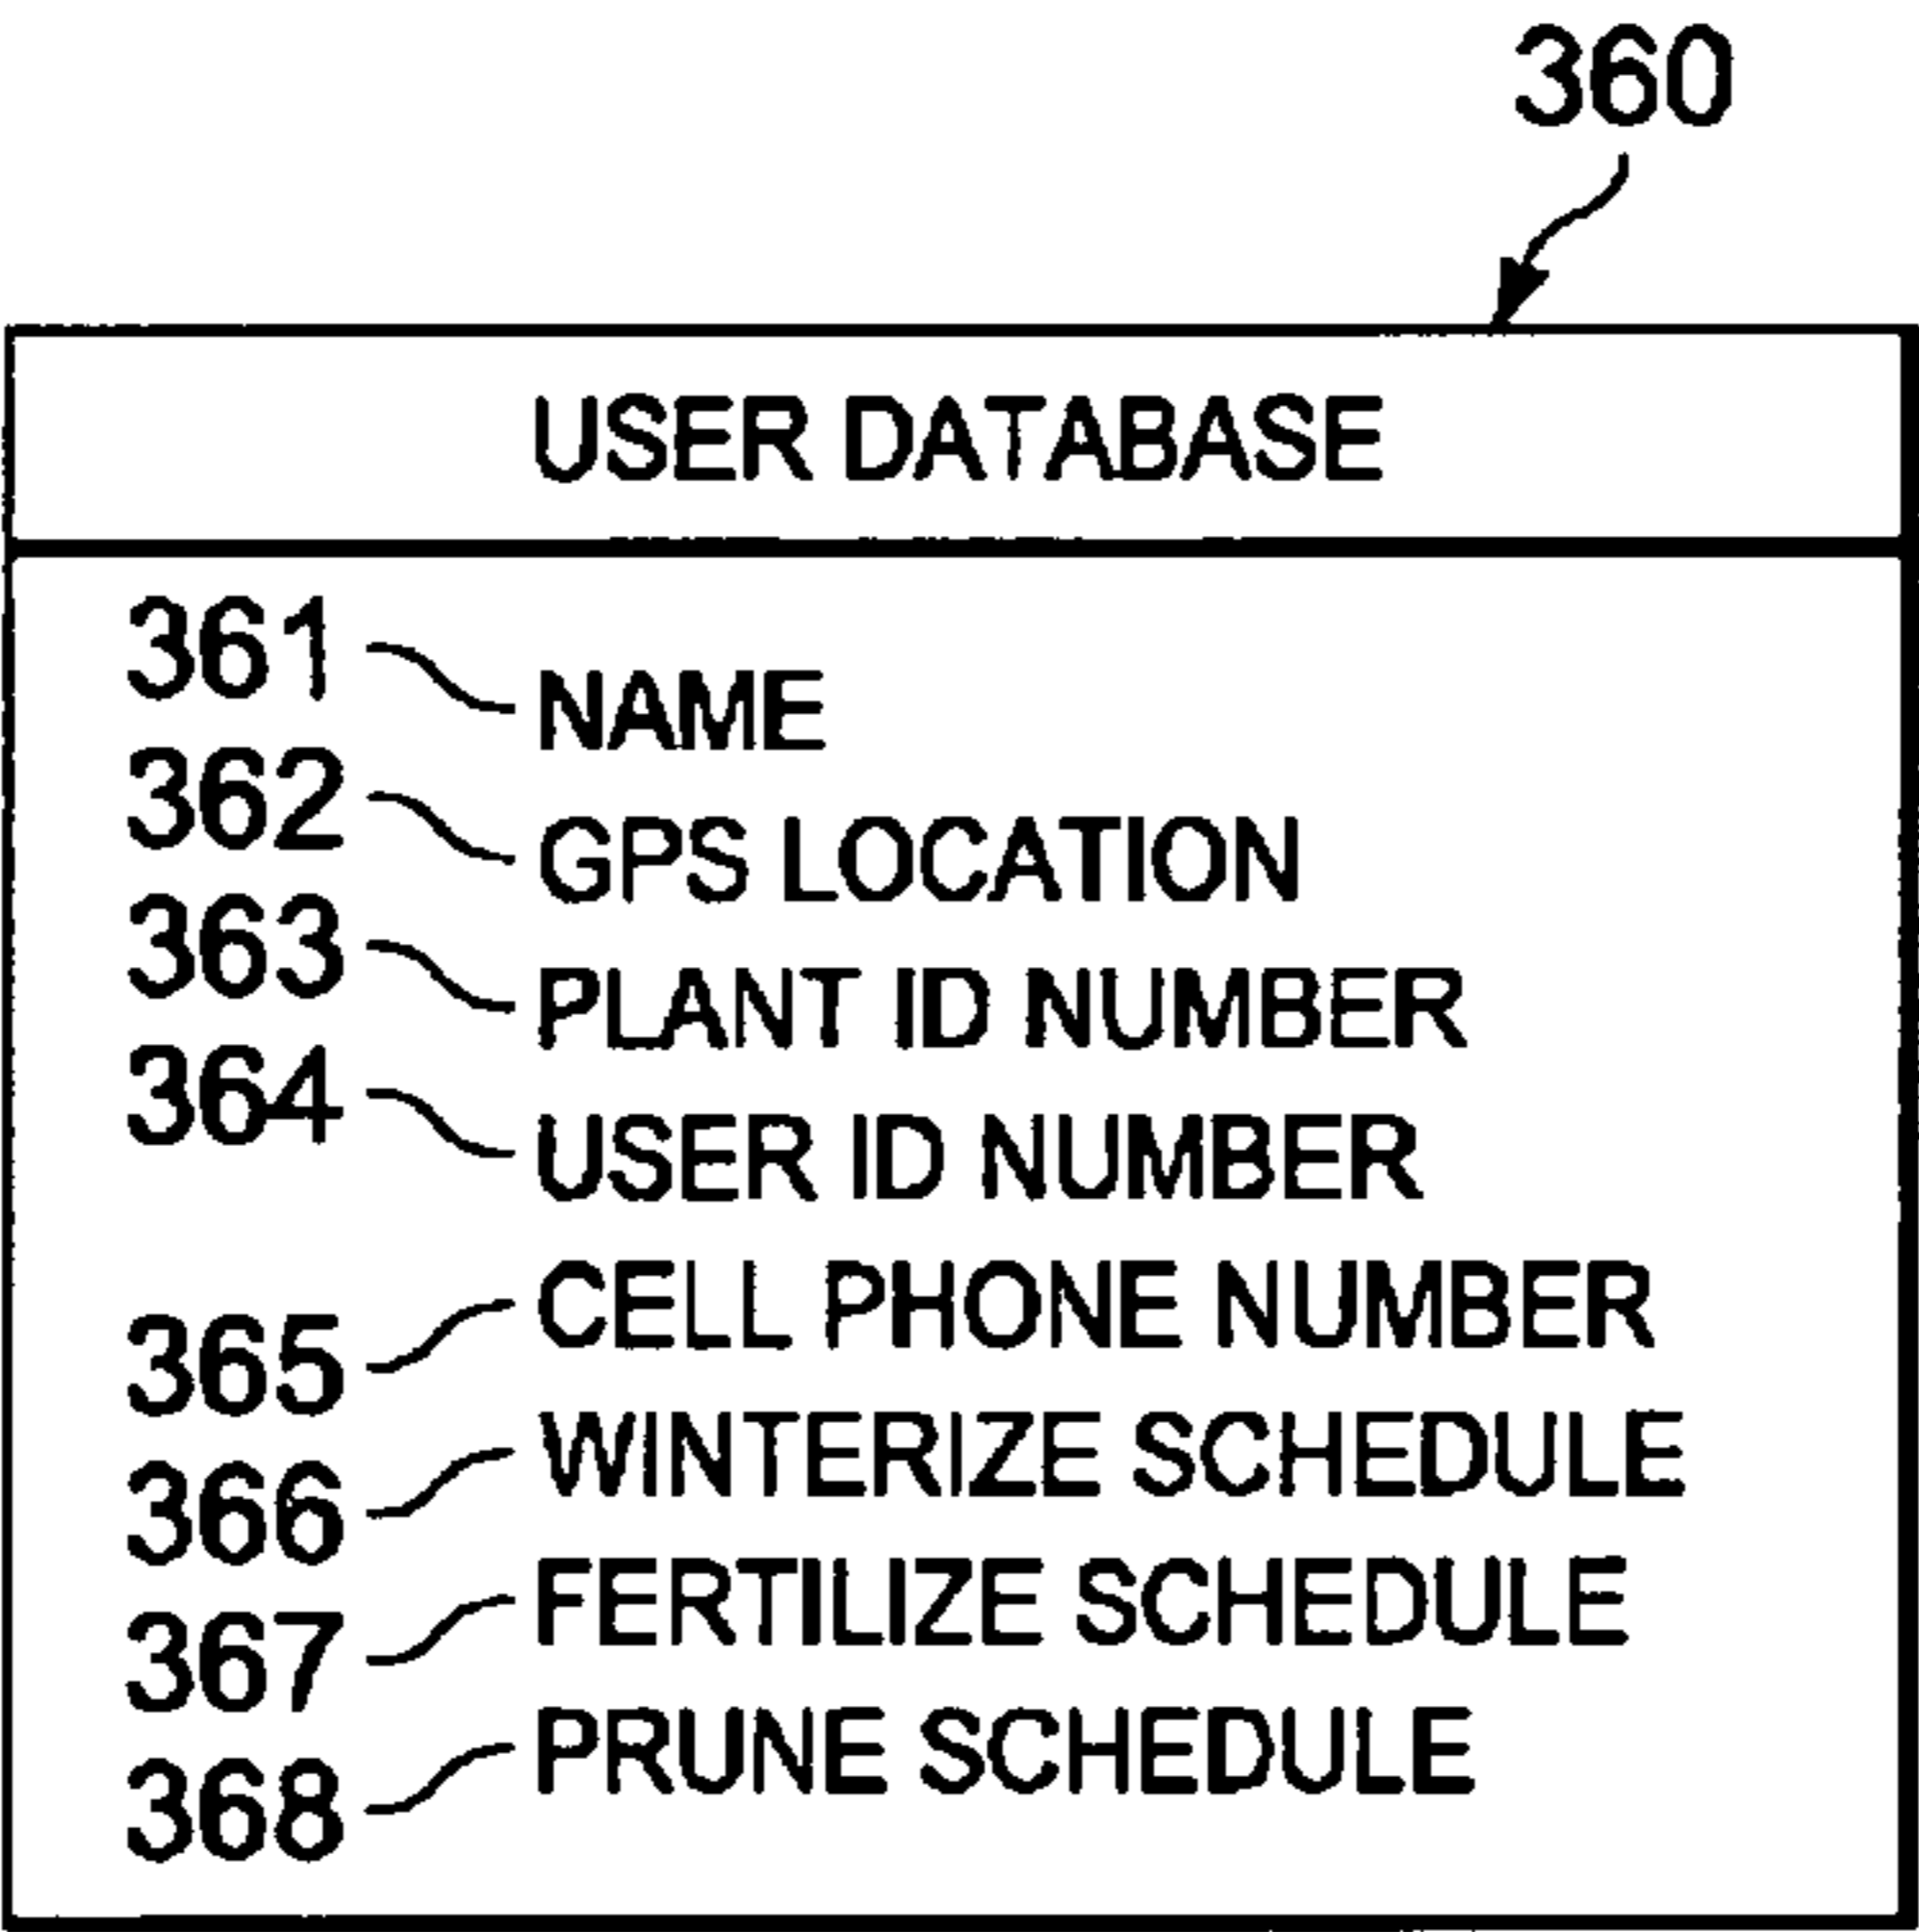 360
USER DATABASE
361 NAME
362 GPS LOCATION
363 PLANT ID NUMBER
364 USER ID NUMBER
365 CELL PHONE NUMBER
366 WINTERIZE SCHEDULE
367 FERTILIZE SCHEDULE
368 PRUNE SCHEDULE